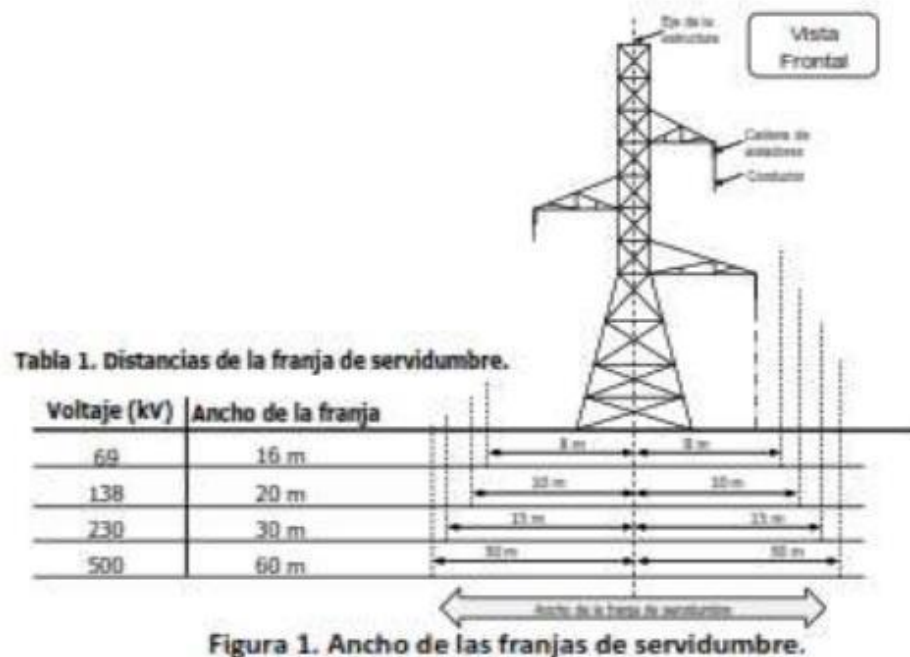 Eje de la
estructura
Vista
Frontal
Cadena de
aisladores
Conductor
Tabla 1. Distancias de la franja de servidumbre.
Voltaje (kV) Ancho de la franja
69 16 m 8 m 8 m
138 20 m 10 m 10 m
230 30 m 15 m 15 m
500 60 m 30 m 30 m
Ancho de la franja de servidumbre
Figura 1. Ancho de las franjas de servidumbre.